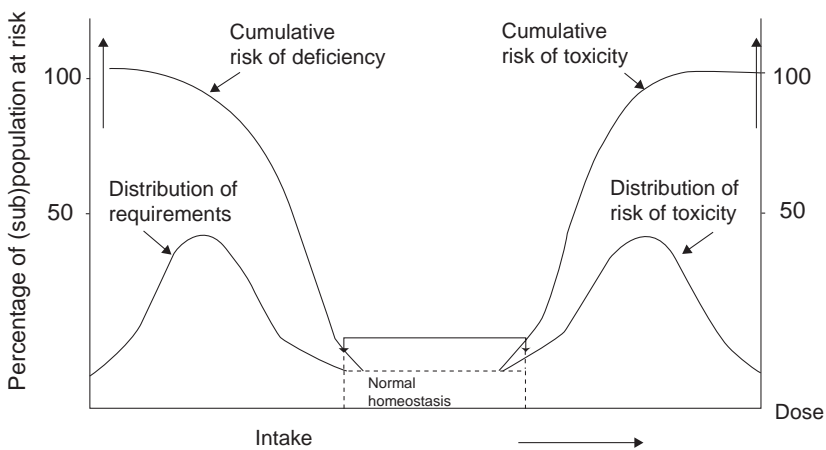 Percentage of (sub)population at risk
Cumulative
risk of deficiency
Cumulative
risk of toxicity
100
100
Distribution of
requirements
Distribution of
risk of toxicity
50
50
Normal
homeostasis
Dose
Intake